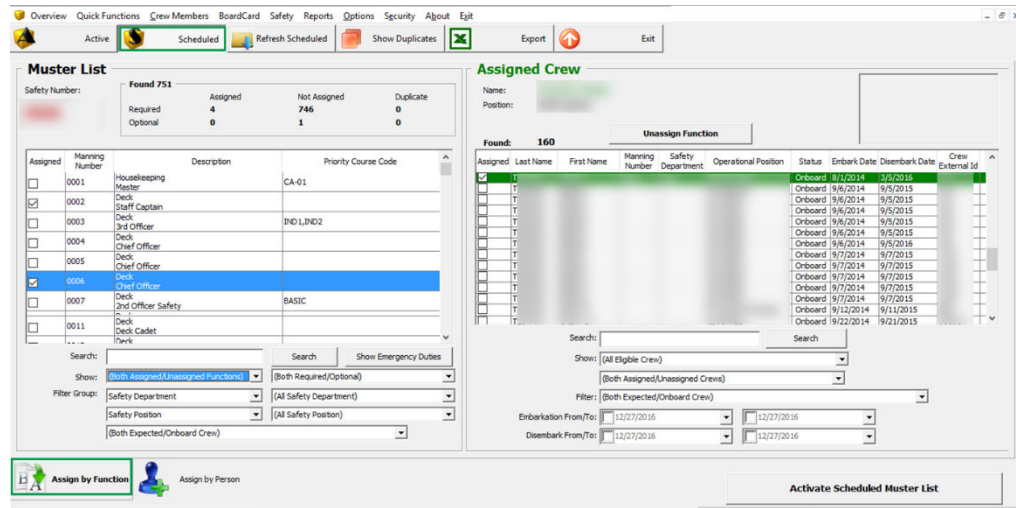 Overview Quick Functions Crew Members BoardCard Safety Reports Options Security About Exit
Active Scheduled Refresh Scheduled Show Duplicates Export Exit
Muster List
Safety Number:
Found 751
Assigned Not Assigned Duplicate
Required 4 746 0
Optional 0 1 0
Assigned Manning Number Description Priority Course Code
0001 Housekeeping
Master CA-01
0002 Deck
Staff Captain
0003 Deck
3rd Officer IND1,IND2
0004 Deck
Chief Officer
0005 Deck
Chief Officer
0006 Deck
Chief Officer
0007 Deck
2nd Officer Safety BASIC
0011 Deck
Deck Cadet
Deck
Search: Search Show Emergency Duties
Show: (Both Assigned/Unassigned Functions) (Both Required/Optional)
Filter Group: Safety Department (All Safety Department)
Safety Position (All Safety Position)
(Both Expected/Onboard Crew)
Assigned Crew
Name:
Position:
Unassign Function
Found: 160
Assigned Last Name First Name Manning Number Safety Department Operational Position Status Embark Date Disembark Date Crew External Id
T Onboard 8/1/2014 3/5/2016
T Onboard 9/6/2014 9/5/2015
T Onboard 9/6/2014 9/5/2015
T Onboard 9/6/2014 9/5/2015
T Onboard 9/6/2014 9/5/2015
T Onboard 9/6/2014 9/5/2015
T Onboard 9/6/2014 9/5/2016
T Onboard 9/7/2014 9/7/2015
T Onboard 9/7/2014 9/7/2015
T Onboard 9/7/2014 9/7/2015
T Onboard 9/7/2014 9/7/2015
T Onboard 9/7/2014 9/7/2015
T Onboard 9/12/2014 9/11/2015
T Onboard 9/22/2014 9/21/2015
Search: Search
Show: (All Eligible Crew)
(Both Assigned/Unassigned Crews)
Filter: (Both Expected/Onboard Crew)
Embarkation From/To: 12/27/2016 12/27/2016
Disembark From/To: 12/27/2016 12/27/2016
Assign by Function Assign by Person
Activate Scheduled Muster List